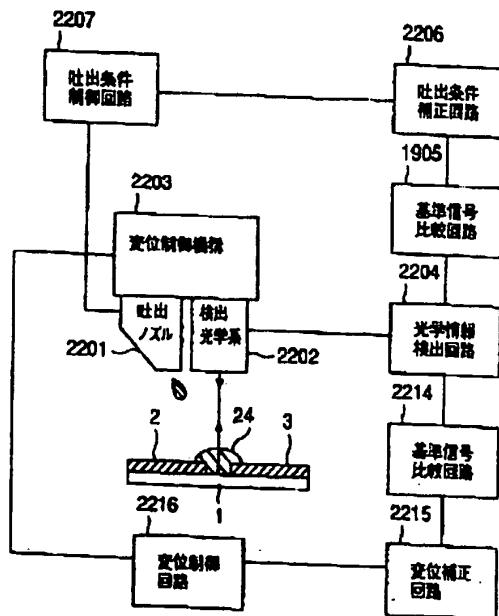 2207
吐出条件
制御回路
2206
吐出条件
補正回路
1905
基準信号
比較回路
2203
変位制御機構
吐出
ノズル
検出
光学系
2201
2202
2204
光学情報
検出回路
2
24
3
1
2214
基準信号
比較回路
2216
変位制御
回路
2215
変位補正
回路